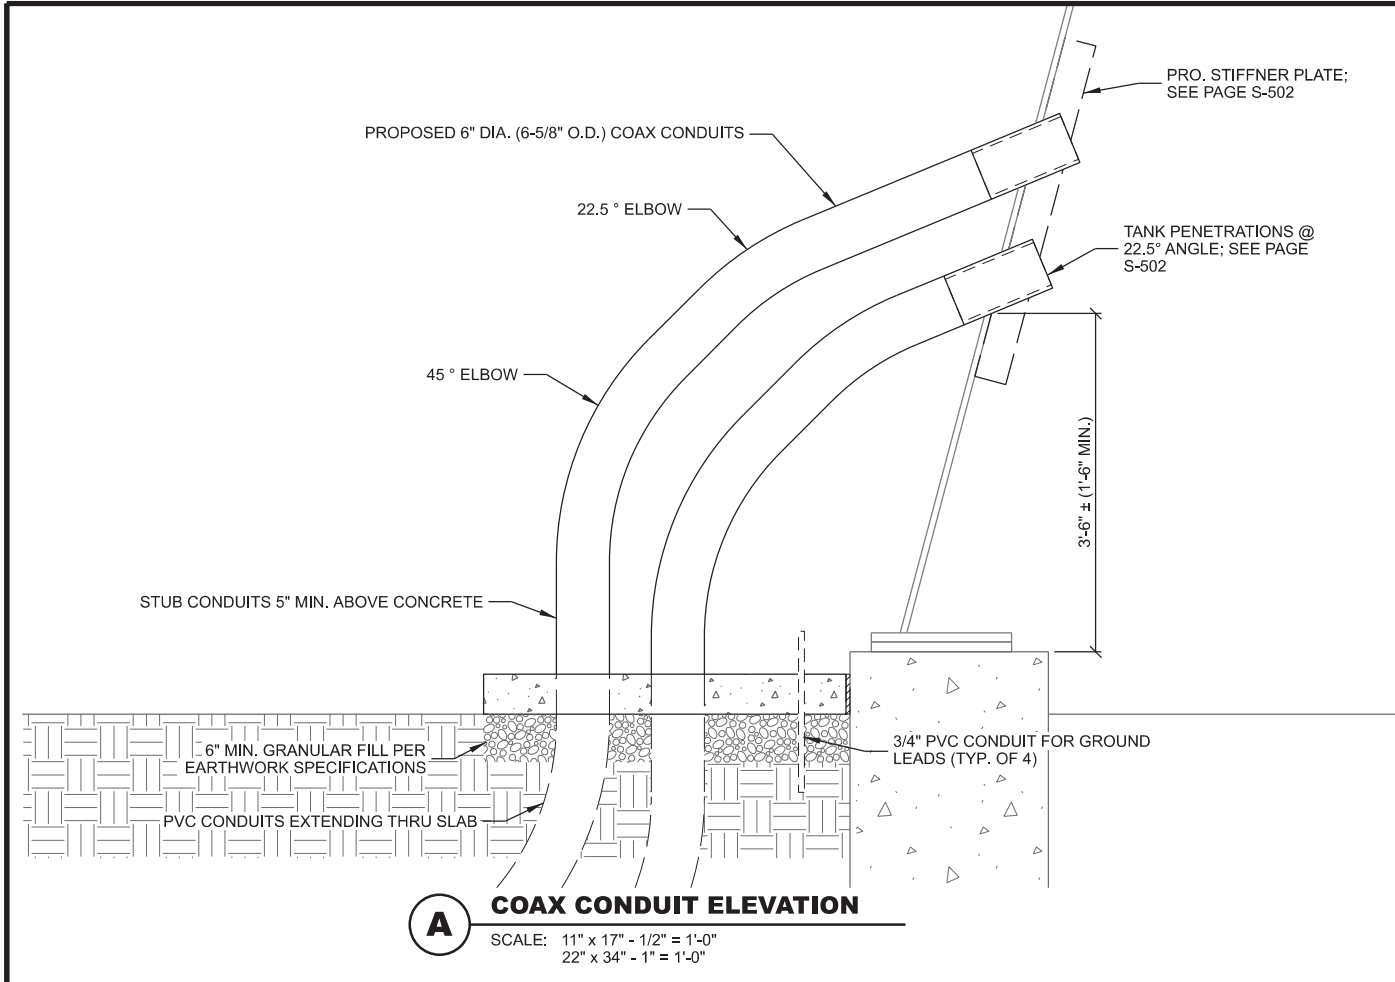 PRO. STIFFNER PLATE;
SEE PAGE S-502
PROPOSED 6" DIA. (6-5/8" O.D.) COAX CONDUITS
22.5 ° ELBOW
TANK PENETRATIONS @
22.5° ANGLE; SEE PAGE
S-502
45 ° ELBOW
3'-6" ± (1'-6" MIN.)
STUB CONDUITS 5" MIN. ABOVE CONCRETE
6" MIN. GRANULAR FILL PER
EARTHWORK SPECIFICATIONS
3/4" PVC CONDUIT FOR GROUND
LEADS (TYP. OF 4)
PVC CONDUITS EXTENDING THRU SLAB
A
COAX CONDUIT ELEVATION
SCALE: 11" x 17" - 1/2" = 1'-0"
22" x 34" - 1" = 1'-0"